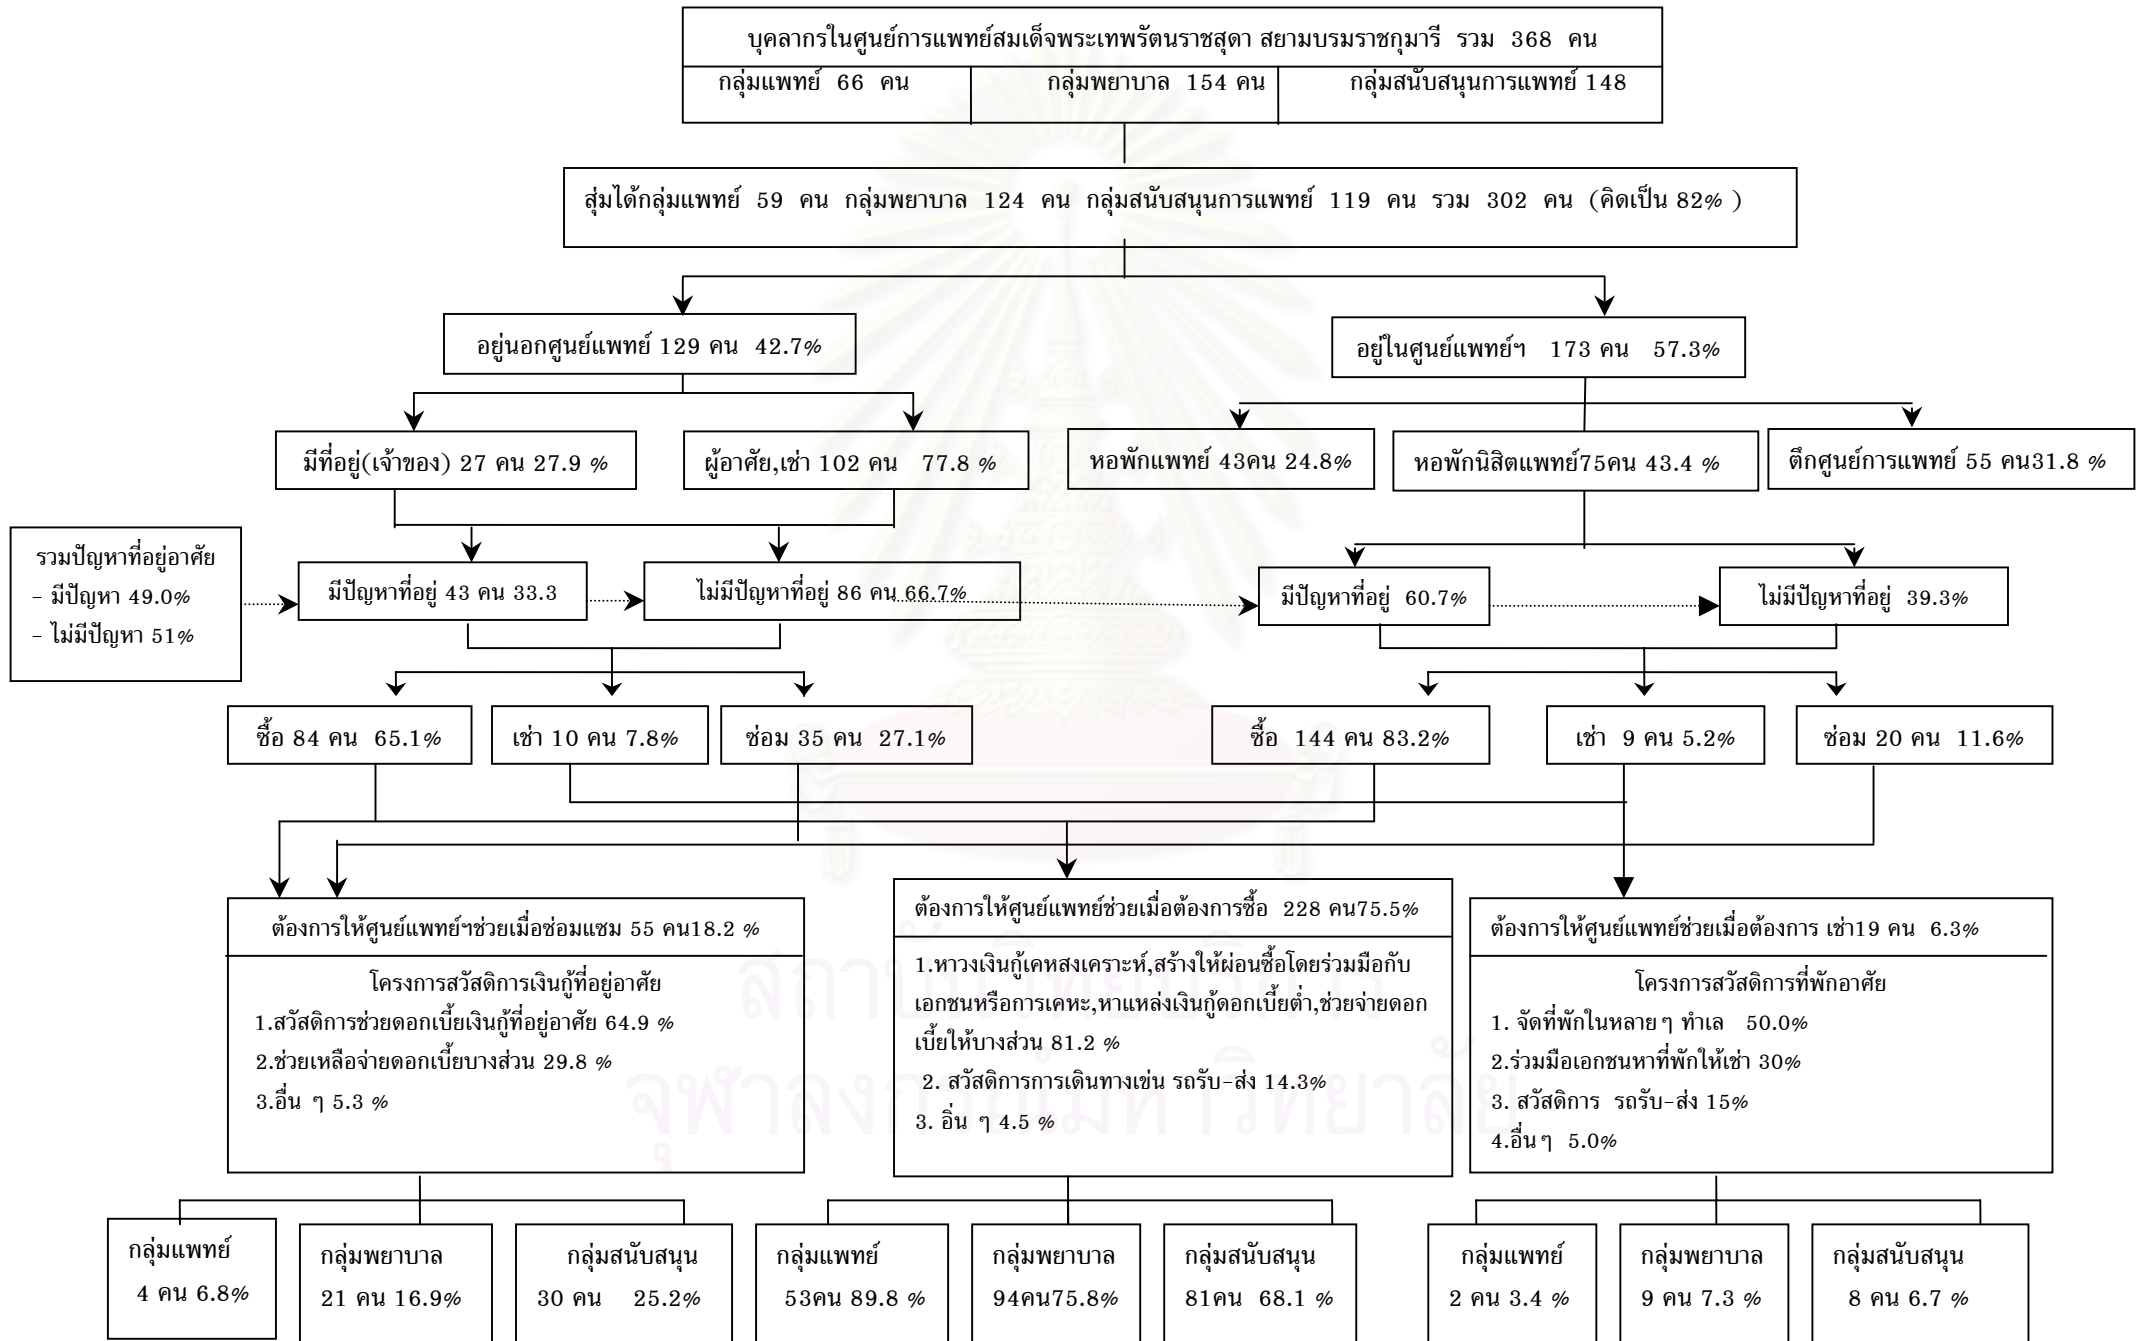 บุคลากรในศูนย์การแพทย์สมเด็จพระเทพรัตนราชสุดา สยามบรมราชกุมารี รวม 368 คน
กลุ่มแพทย์ 66 คน
กลุ่มพยาบาล 154 คน
กลุ่มสนับสนุนการแพทย์ 148
สุ่มได้กลุ่มแพทย์ 59 คน กลุ่มพยาบาล 124 คน กลุ่มสนับสนุนการแพทย์ 119 คน รวม 302 คน (คิดเป็น 82% )
อยู่นอกศูนย์แพทย์ 129 คน 42.7%
อยู่ในศูนย์แพทย์ฯ 173 คน 57.3%
มีที่อยู่(เจ้าของ) 27 คน 27.9 %
ผู้อาศัย,เช่า 102 คน 77.8 %
หอพักแพทย์ 43คน 24.8%
หอพักนิสิตแพทย์75คน 43.4 %
ตึกศูนย์การแพทย์ 55 คน31.8 %
รวมปัญหาที่อยู่อาศัย
- มีปัญหา 49.0%
- ไม่มีปัญหา 51%
มีปัญหาที่อยู่ 43 คน 33.3
ไม่มีปัญหาที่อยู่ 86 คน 66.7%
มีปัญหาที่อยู่ 60.7%
ไม่มีปัญหาที่อยู่ 39.3%
ซื้อ 84 คน 65.1%
เช่า 10 คน 7.8%
ซ่อม 35 คน 27.1%
ซื้อ 144 คน 83.2%
เช่า 9 คน 5.2%
ซ่อม 20 คน 11.6%
ต้องการให้ศูนย์แพทย์ฯช่วยเมื่อซ่อมแซม 55 คน18.2 %
โครงการสวัสดิการเงินกู้ที่อยู่อาศัย
1.สวัสดิการช่วยดอกเบี้ยเงินกู้ที่อยู่อาศัย 64.9 %
2.ช่วยเหลือจ่ายดอกเบี้ยบางส่วน 29.8 %
3.อื่น ๆ 5.3 %
ต้องการให้ศูนย์แพทย์ช่วยเมื่อต้องการซื้อ 228 คน75.5%
1.หาวงเงินกู้เคหสงเคราะห์,สร้างให้ผ่อนซื้อโดยร่วมมือกับ
เอกชนหรือการเคหะ,หาแหล่งเงินกู้ดอกเบี้ยต่ำ,ช่วยจ่ายดอก
เบี้ยให้บางส่วน 81.2 %
2. สวัสดิการการเดินทางเช่น รถรับ-ส่ง 14.3%
3. อิ่น ๆ 4.5 %
ต้องการให้ศูนย์แพทย์ช่วยเมื่อต้องการ เช่า19 คน 6.3%
โครงการสวัสดิการที่พักอาศัย
1. จัดที่พักในหลายๆ ทำเล 50.0%
2.ร่วมมือเอกชนหาที่พักให้เช่า 30%
3. สวัสดิการ รถรับ-ส่ง 15%
4.อื่นๆ 5.0%
สถาบันวิทยบริการ
จุฬาลงกรณ์มหาวิทยาลัย
กลุ่มแพทย์
4 คน 6.8%
กลุ่มพยาบาล
21 คน 16.9%
กลุ่มสนับสนุน
30 คน 25.2%
กลุ่มแพทย์
53คน 89.8 %
กลุ่มพยาบาล
94คน75.8%
กลุ่มสนับสนุน
81คน 68.1 %
กลุ่มแพทย์
2 คน 3.4 %
กลุ่มพยาบาล
9 คน 7.3 %
กลุ่มสนับสนุน
8 คน 6.7 %